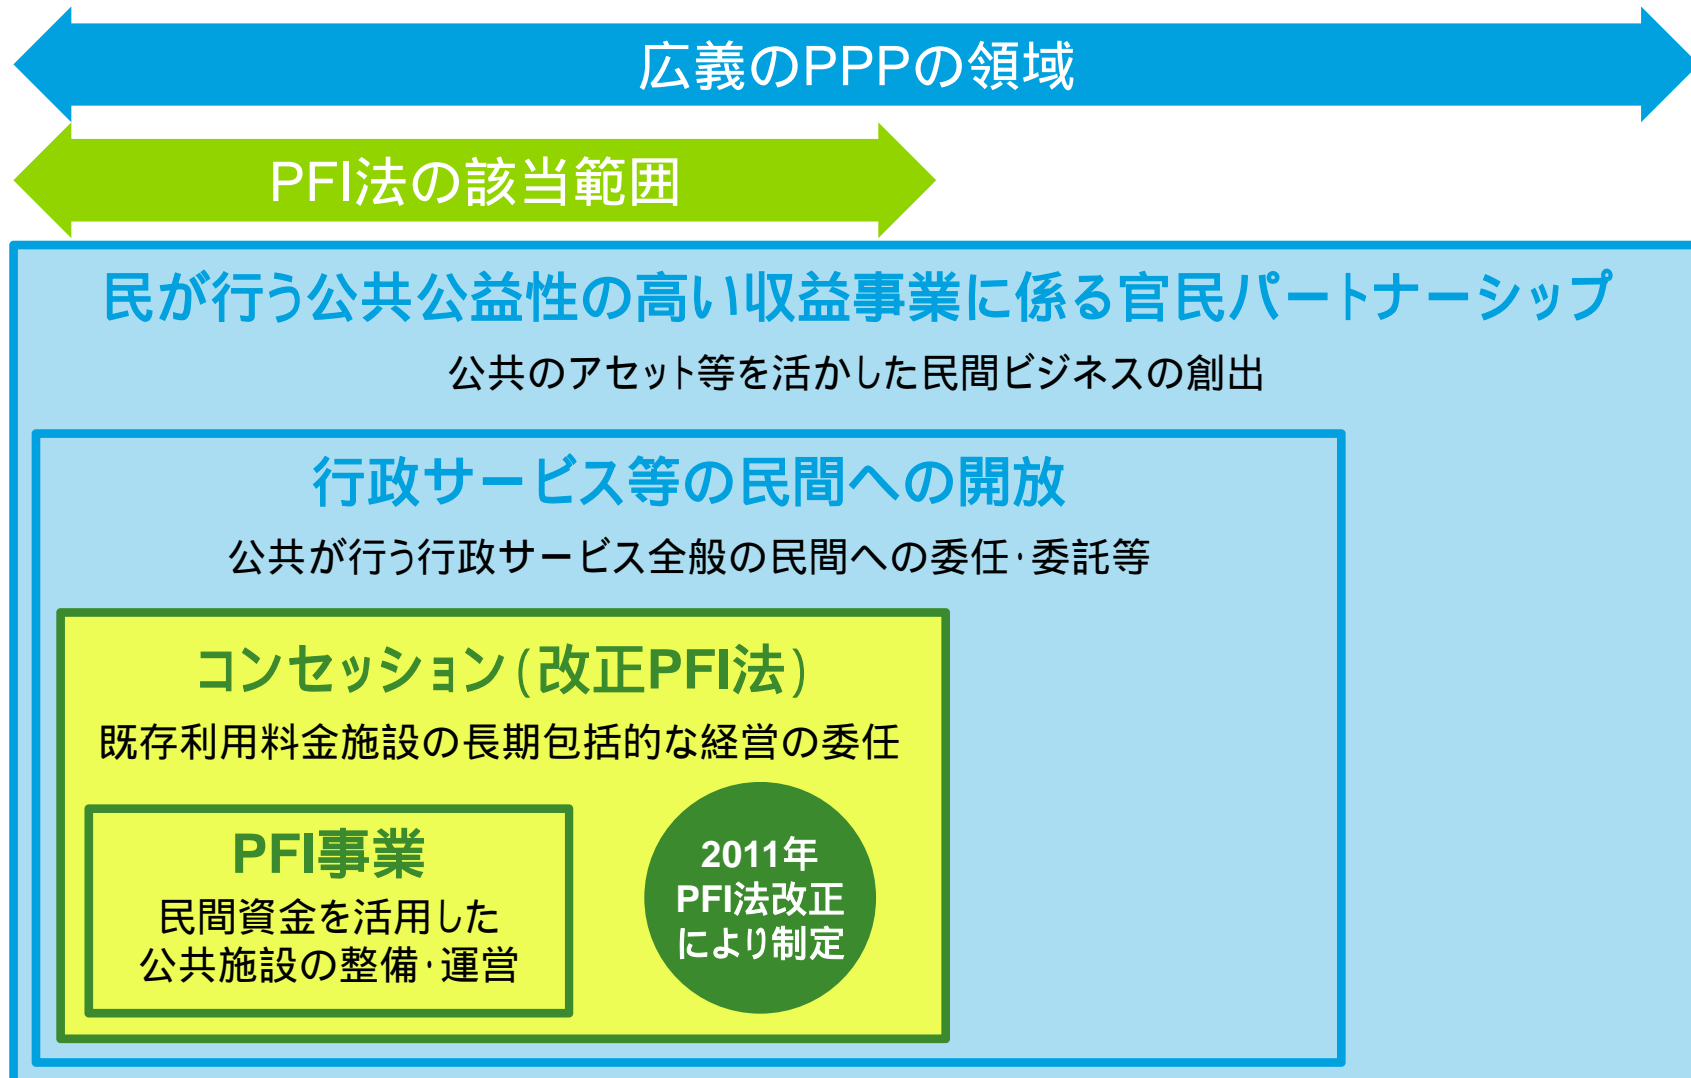 広義のPPPの領域
PFI法の該当範囲
民が行う公共公益性の高い収益事業に係る官民パートナーシップ
公共のアセット等を活かした民間ビジネスの創出
行政サービス等の民間への開放
公共が行う行政サービス全般の民間への委任･委託等
コンセッション(改正PFI法)
既存利用料金施設の長期包括的な経営の委任
PFI事業
民間資金を活用した
公共施設の整備･運営
2011年
PFI法改正
により制定